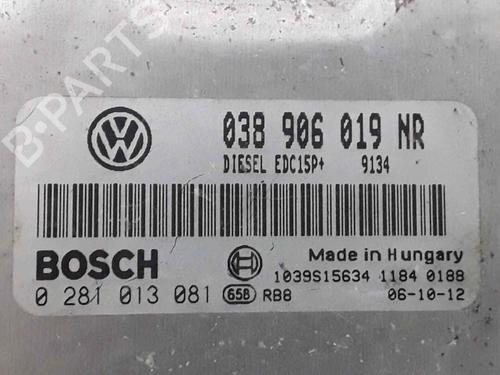 B-PARTS
038 906 019 NR
DIESEL EDC15P+ 9134
BOSCH
Made in Hungary
1039S15634 1184 0188
0 281 013 081 658 RB8 06-10-12